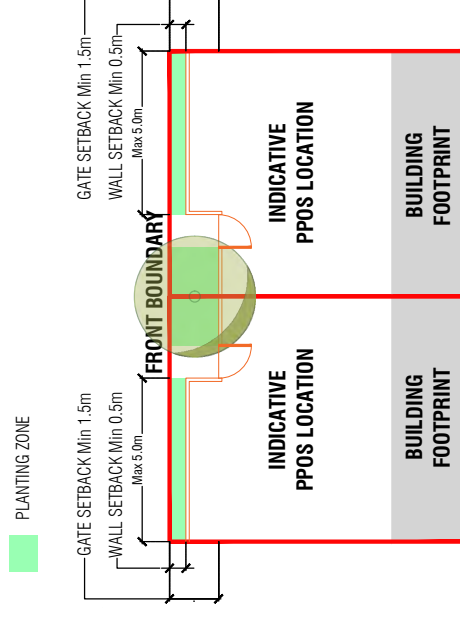 PLANTING ZONE
GATE SETBACK Min 1.5m
WALL SETBACK Min 0.5m
Max 5.0m
GATE SETBACK Min 1.5m
WALL SETBACK Min 0.5m
Max 5.0m
FRONT BOUNDARY
INDICATIVE
PPOS LOCATION
INDICATIVE
PPOS LOCATION
BUILDING
FOOTPRINT
BUILDING
FOOTPRINT